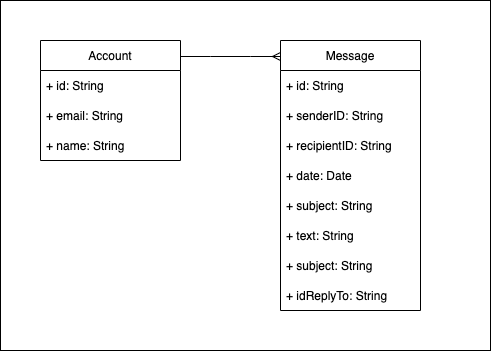 Account
+ id: String
+ email: String
+ name: String
Message
+ id: String
+ senderID: String
+ recipientID: String
+ date: Date
+ subject: String
+ text: String
+ subject: String
+ idReplyTo: String